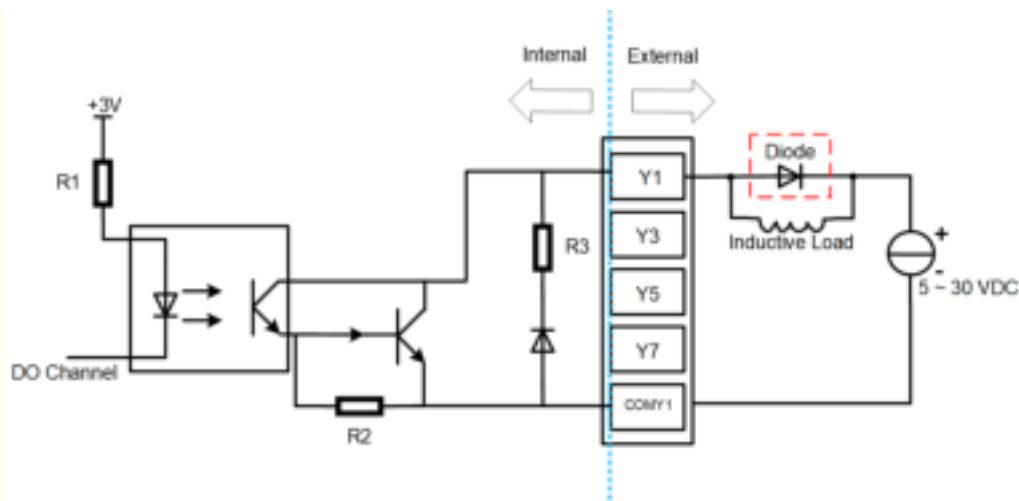 Internal External
+3V
R1
Diode
Y1
Y3
R3
Inductive Load
+
-
Y5
5 ~ 30 VDC
Y7
DO Channel
COMY1
R2